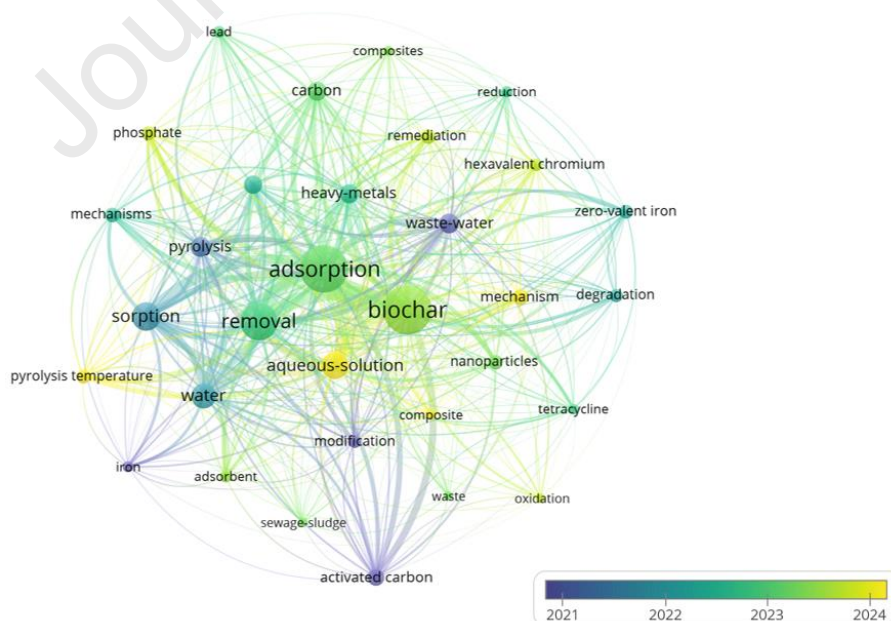 Jour
lead
composites
carbon
reduction
phosphate
remediation
hexavalent chromium
heavy-metals
mechanisms
waste-water
zero-valent iron
pyrolysis
adsorption
mechanism
degradation
biochar
sorption
removal
aqueous-solution
nanoparticles
pyrolysis temperature
water
composite
tetracycline
modification
iron
adsorbent
waste
oxidation
sewage-sludge
activated carbon
2021 2022 2023 2024